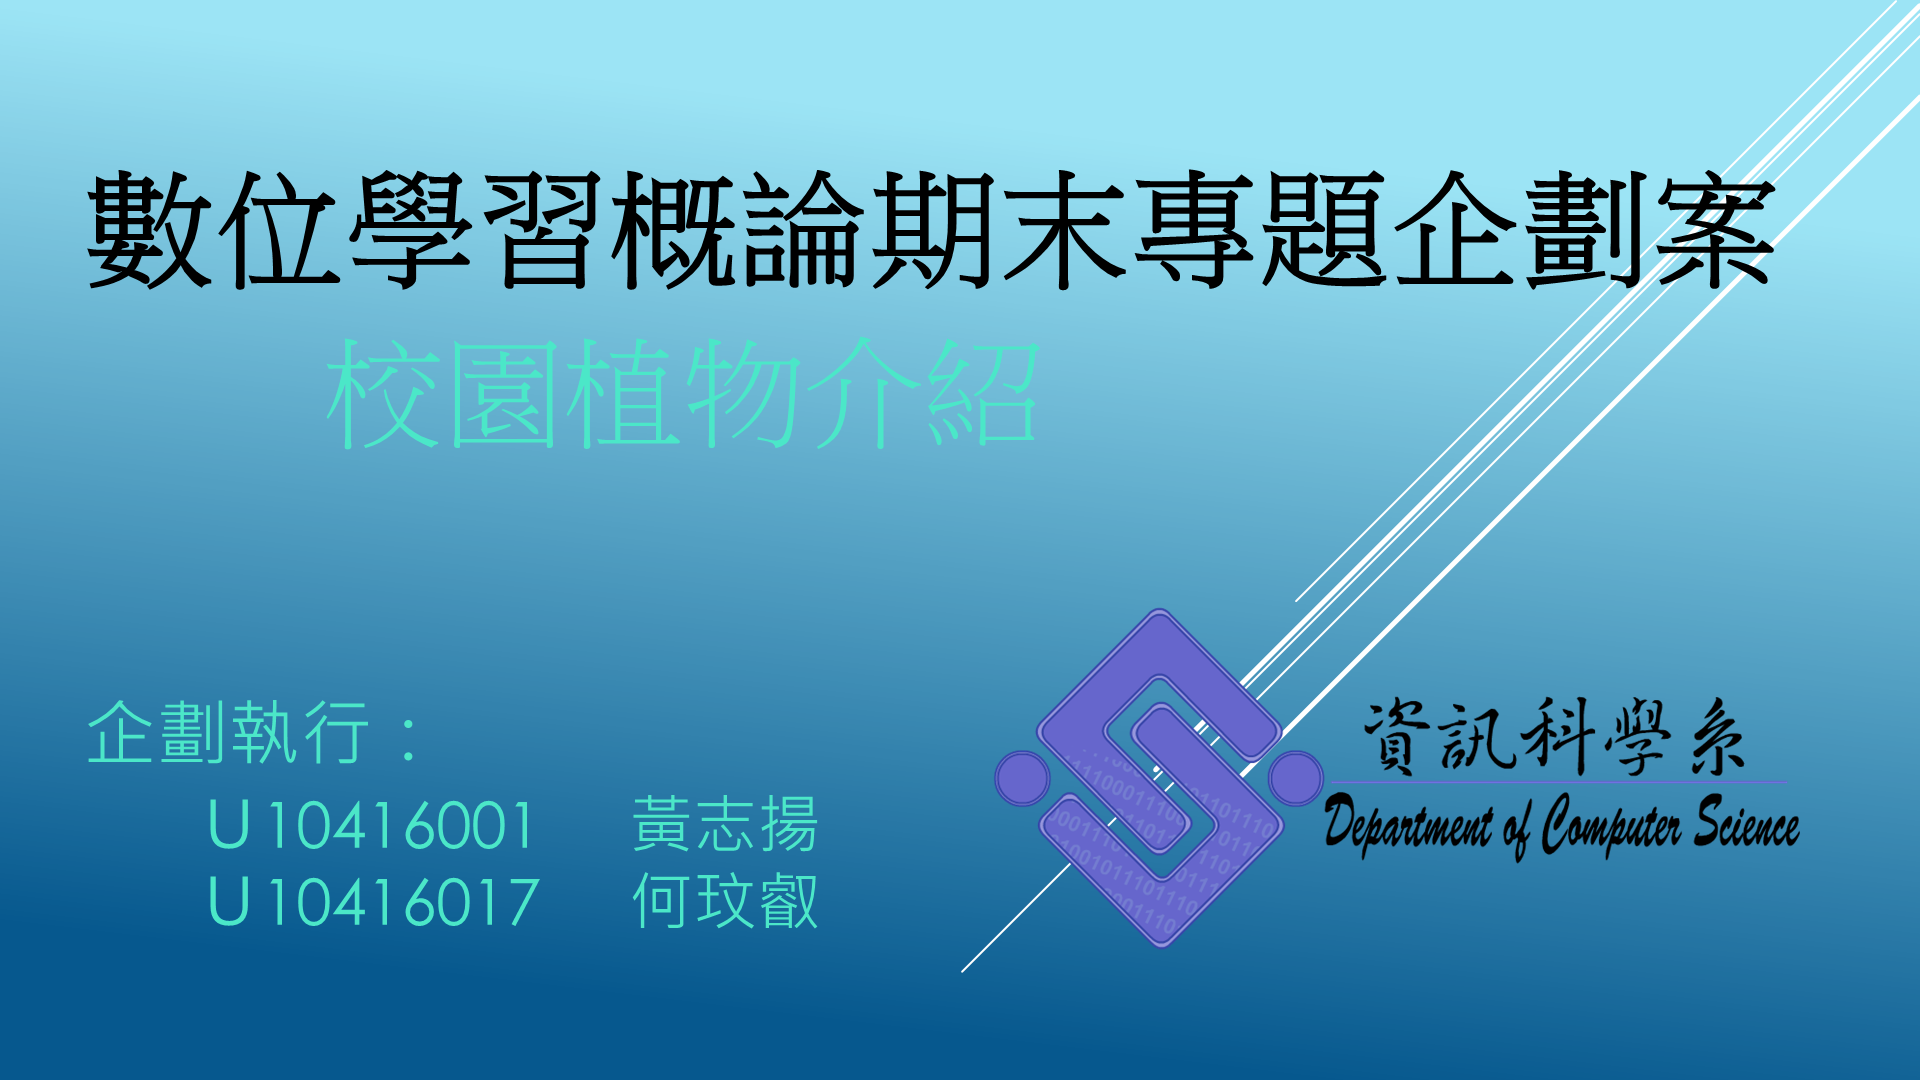 數位學習概論期末專題企劃案
校園植物介紹
企劃執行：
U10416001 黃志揚
U10416017 何玟叡
資訊科學系
Department of Computer Science